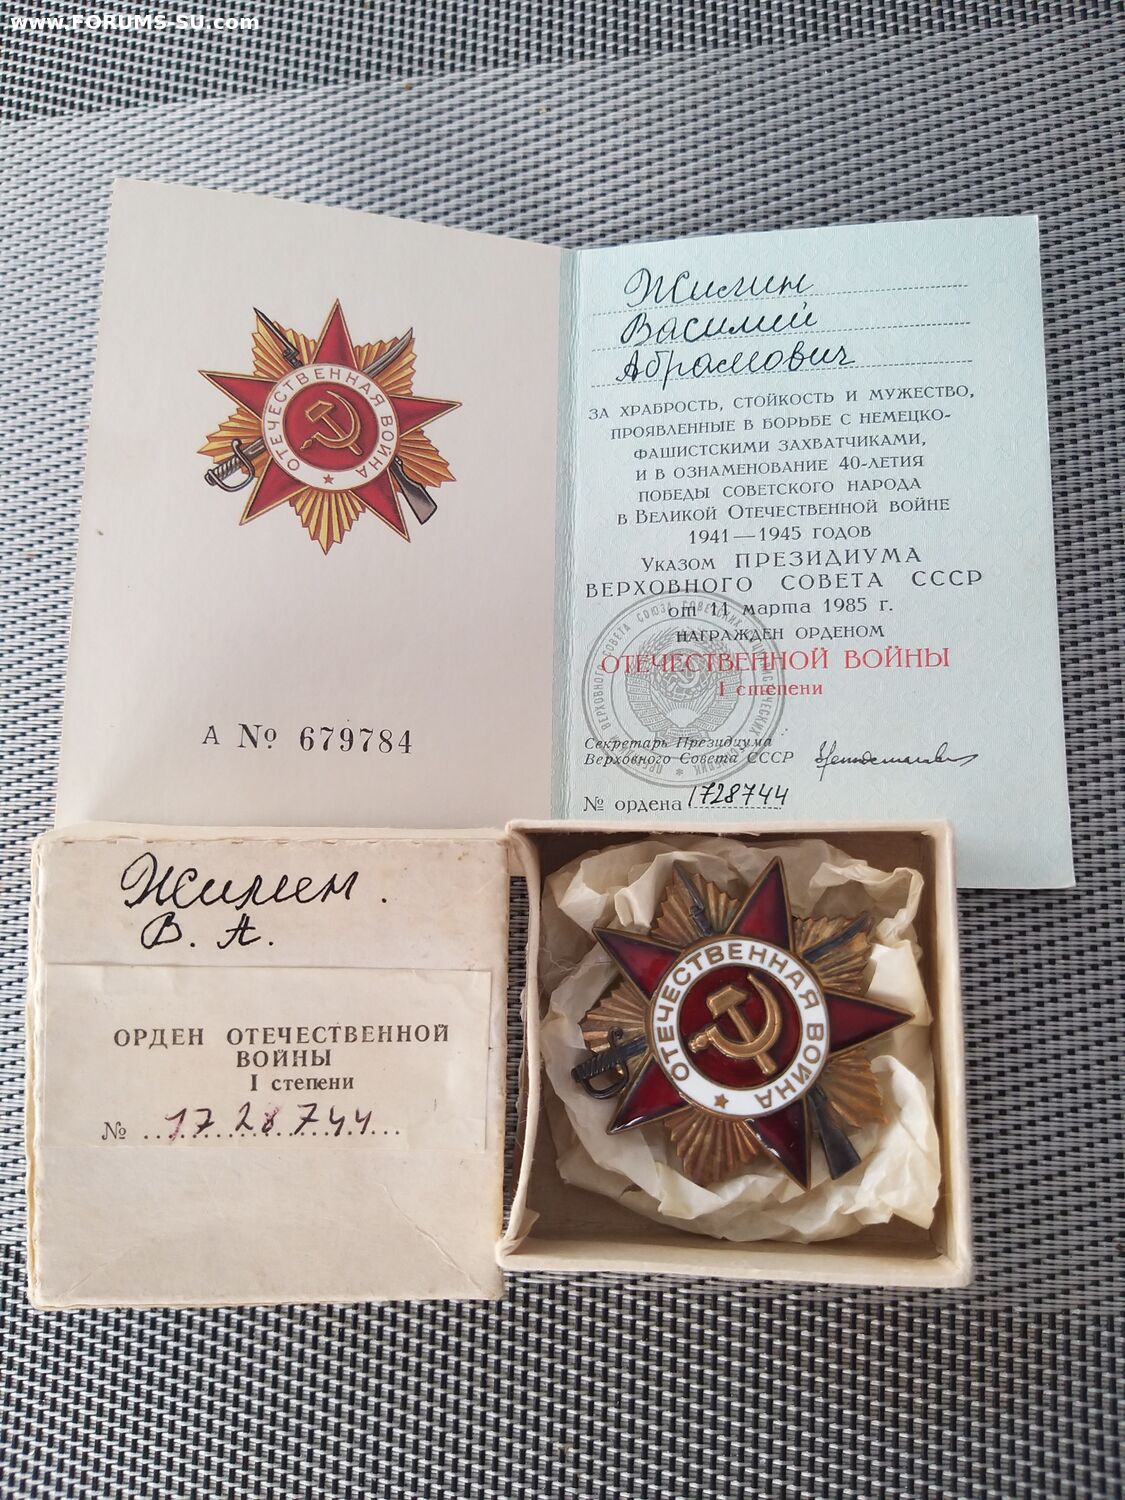 www.FORUMS-SU.com
ОТЕЧЕСТВЕННАЯ ВОЙНА
А № 679784
Жилин
Василий
Абрамович
ЗА ХРАБРОСТЬ, СТОЙКОСТЬ И МУЖЕСТВО,
ПРОЯВЛЕННЫЕ В БОРЬБЕ С НЕМЕЦКО-
ФАШИСТСКИМИ ЗАХВАТЧИКАМИ,
И В ОЗНАМЕНОВАНИЕ 40-ЛЕТИЯ
ПОБЕДЫ СОВЕТСКОГО НАРОДА
В ВЕЛИКОЙ ОТЕЧЕСТВЕННОЙ ВОЙНЕ
1941—1945 ГОДОВ
УКАЗОМ ПРЕЗИДИУМА
ВЕРХОВНОГО СОВЕТА СССР
от 11 марта 1985 г.
НАГРАЖДЕН ОРДЕНОМ
ОТЕЧЕСТВЕННОЙ ВОЙНЫ
I степени
Секретарь Президиума
Верховного Совета СССР
№ ордена 1728744
Жилин.
В. А.
ОРДЕН ОТЕЧЕСТВЕННОЙ
ВОЙНЫ
I степени
№ 1728744
ОТЕЧЕСТВЕННАЯ ВОЙНА